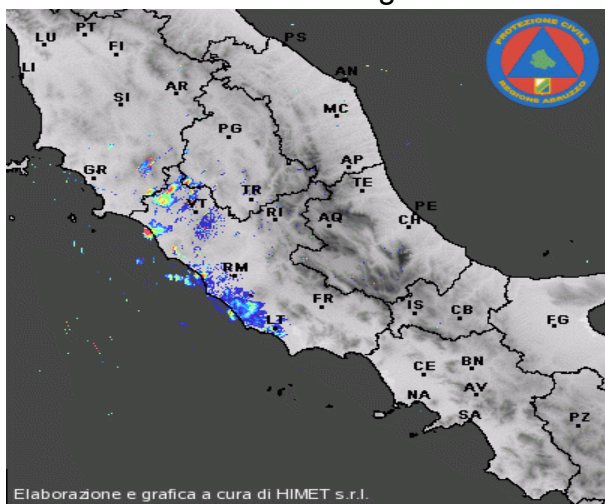 PS
LU
PT
FI
LI
AN
AR
SI
MC
PG
AP
GR
TE
TR
VT
RI
AQ
PE
CH
RM
FR
IS
CB
FG
LT
CE
BN
NA
AV
SA
PZ
PROTEZIONE CIVILE
REGIONE ABRUZZO
Elaborazione e grafica a cura di HIMET s.r.l.